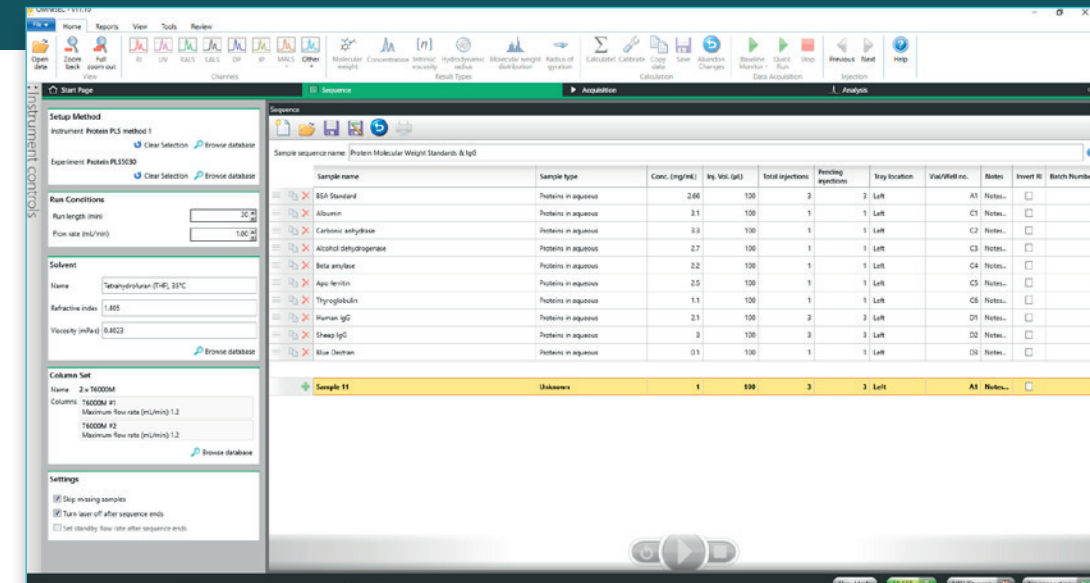 OMNISEC - V11.10
File Home Reports View Tools Review
Open data Zoom back Full zoom out RI UV RALS LALS DP IP MALS Other Molecular weight Concentration Intrinsic viscosity Hydrodynamic radius Molecular weight distribution Radius of gyration Calculate! Calibrate Copy data Save Abandon Changes Baseline Monitor Quick Run Stop Previous Next Help
View Channels Result Types Calculation Data Acquisition Injection
Start Page Sequence Acquisition Analysis
Instrument controls
Setup Method
Instrument Protein PLS method 1
Clear Selection Browse database
Experiment Protein PLS5030
Clear Selection Browse database
Run Conditions
Run length (min) 30
Flow rate (mL/min) 1.00
Solvent
Name Tetrahydrofuran (THF), 35°C
Refractive index 1.405
Viscosity (mPa·s) 0.4023
Browse database
Column Set
Name 2 x T6000M
Columns T6000M #1
Maximum flow rate (mL/min) 1.2
T6000M #2
Maximum flow rate (mL/min) 1.2
Browse database
Settings
Skip missing samples
Turn laser off after sequence ends
Set standby flow rate after sequence ends
Sequence
Sample sequence name: Protein Molecular Weight Standards & IgG
Sample name Sample type Conc. (mg/mL) Inj. Vol. (µL) Total injections Pending injections Tray location Vial/Well no. Notes Invert RI Batch Numbe
BSA Standard Proteins in aqueous 2.66 100 3 3 Left A1 Notes...
Albumin Proteins in aqueous 3.1 100 1 1 Left C1 Notes...
Carbonic anhydrase Proteins in aqueous 3.3 100 1 1 Left C2 Notes...
Alcohol dehydrogenase Proteins in aqueous 2.7 100 1 1 Left C3 Notes...
Beta amylase Proteins in aqueous 2.2 100 1 1 Left C4 Notes...
Apo ferritin Proteins in aqueous 2.5 100 1 1 Left C5 Notes...
Thyroglobulin Proteins in aqueous 1.1 100 1 1 Left C6 Notes...
Human IgG Proteins in aqueous 2.1 100 3 3 Left D1 Notes...
Sheep IgG Proteins in aqueous 3 100 3 3 Left D2 Notes...
Blue Dextran Proteins in aqueous 0.1 100 1 1 Left D3 Notes...
Sample 11 Unknown 1 100 3 3 Left A1 Notes...